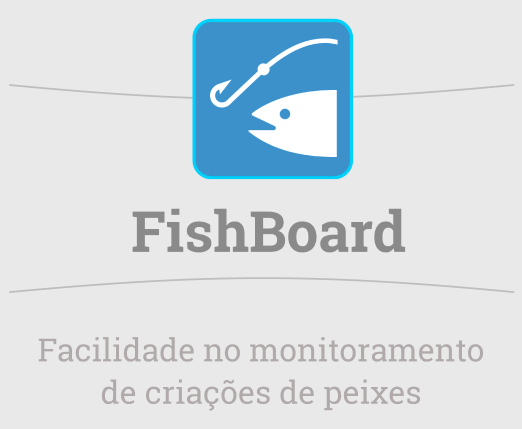 FishBoard
Facilidade no monitoramento
de criações de peixes